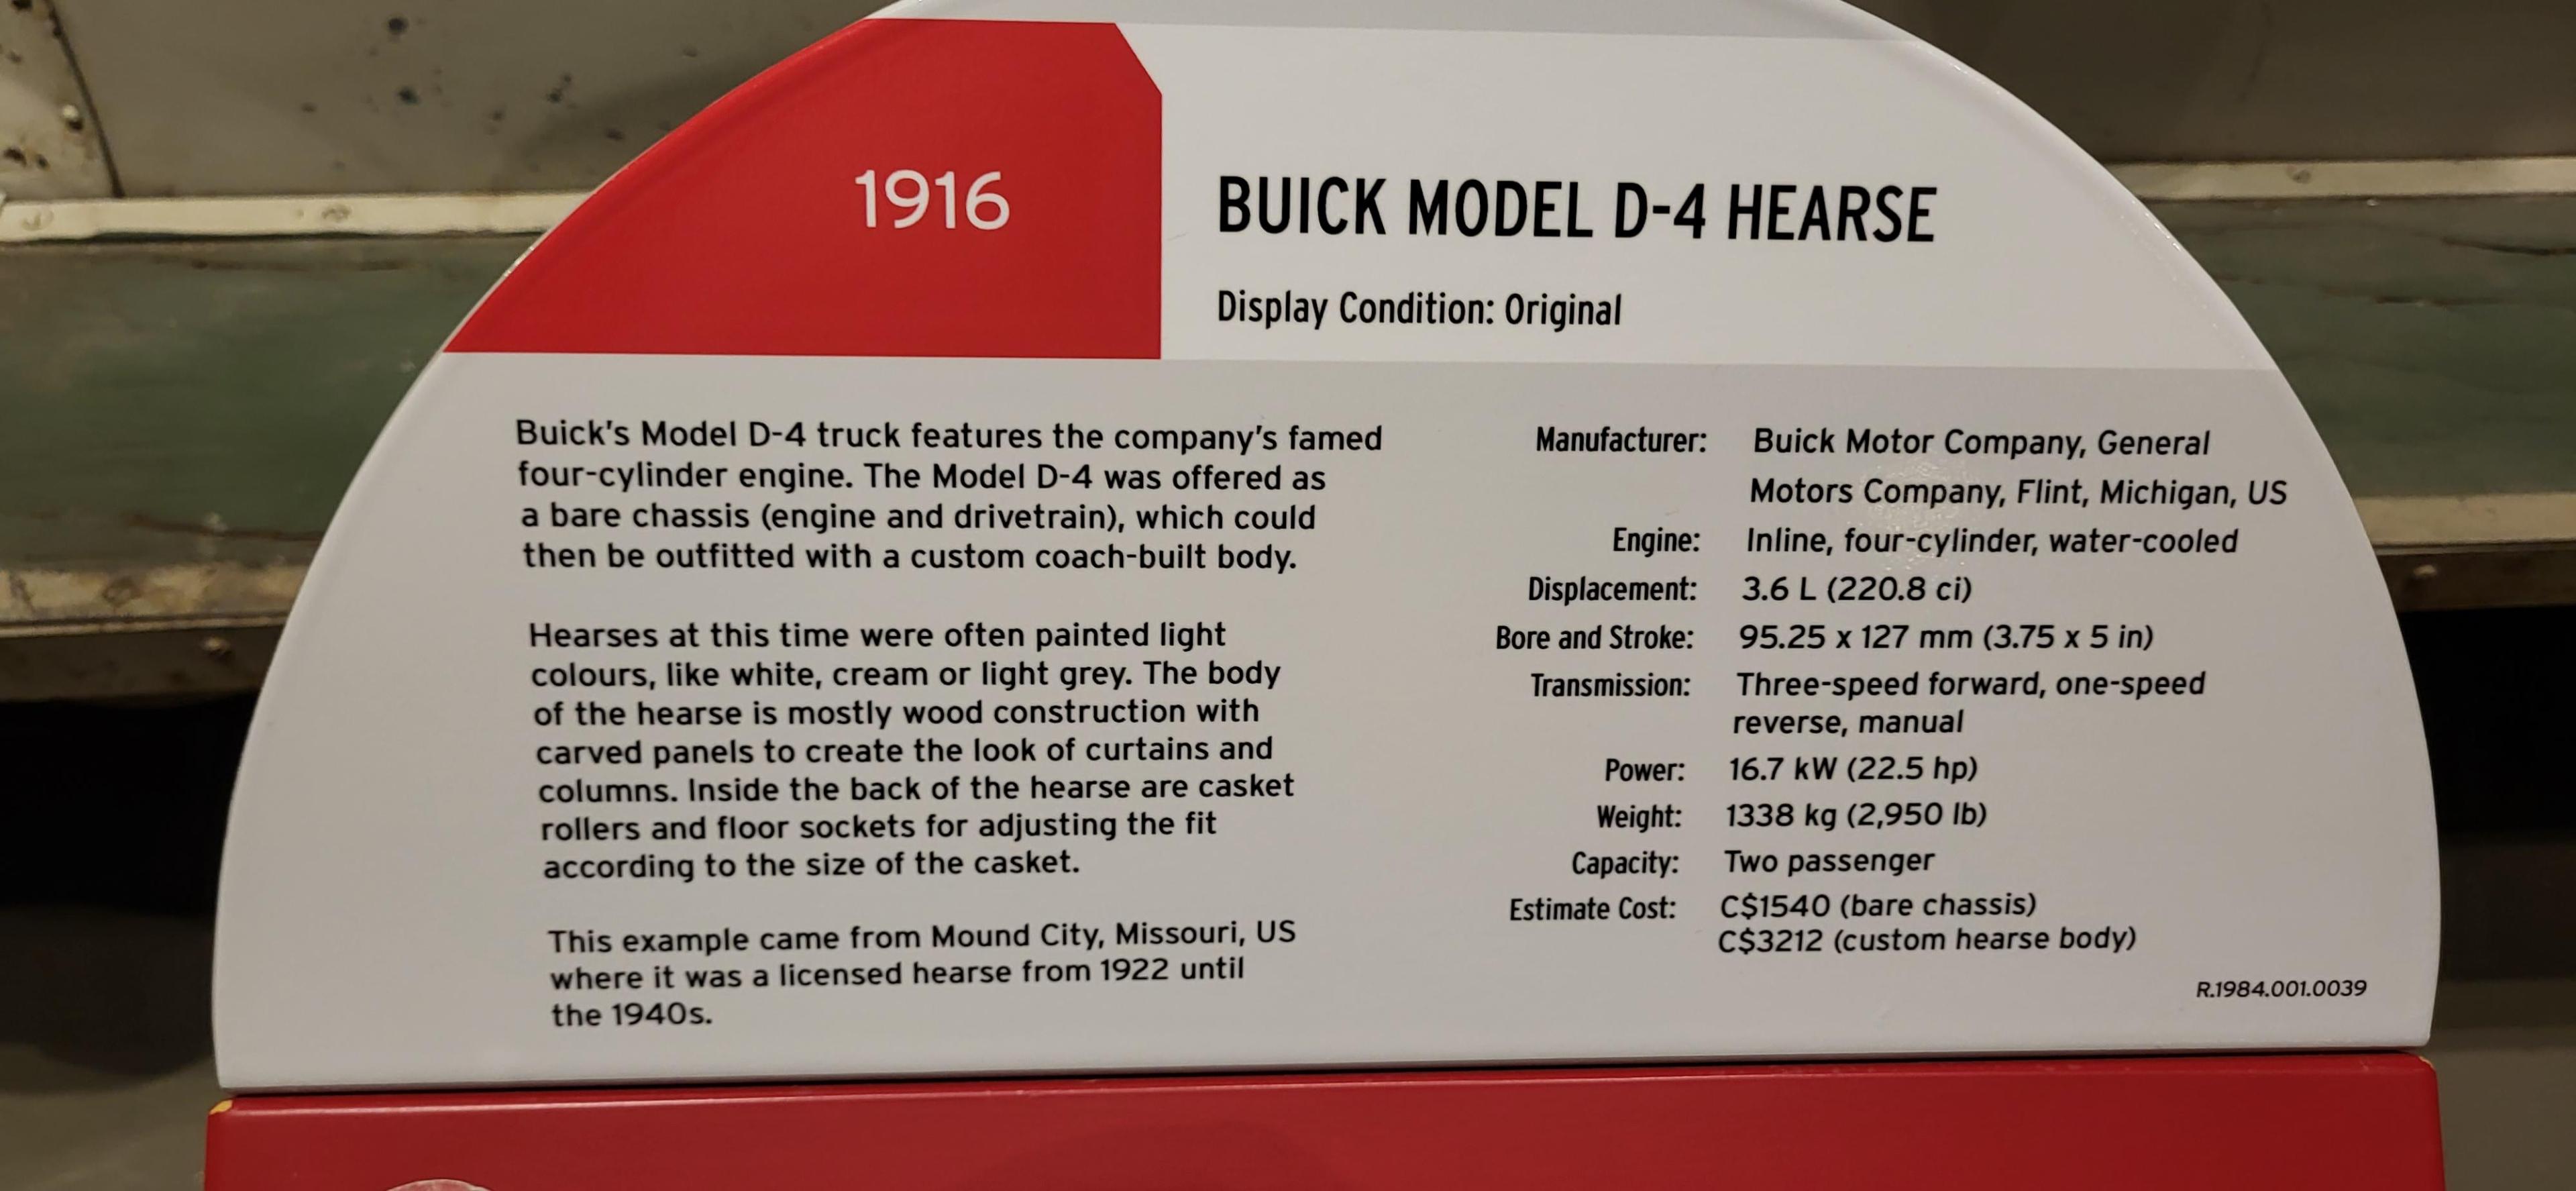 1916
BUICK MODEL D-4 HEARSE
Display Condition: Original
Buick's Model D-4 truck features the company's famed
four-cylinder engine. The Model D-4 was offered as
a bare chassis (engine and drivetrain), which could
then be outfitted with a custom coach-built body.
Hearses at this time were often painted light
colours, like white, cream or light grey. The body
of the hearse is mostly wood construction with
carved panels to create the look of curtains and
columns. Inside the back of the hearse are casket
rollers and floor sockets for adjusting the fit
according to the size of the casket.
This example came from Mound City, Missouri, US
where it was a licensed hearse from 1922 until
the 1940s.
Manufacturer: Buick Motor Company, General
Motors Company, Flint, Michigan, US
Engine: Inline, four-cylinder, water-cooled
Displacement: 3.6 L (220.8 ci)
Bore and Stroke: 95.25 x 127 mm (3.75 x 5 in)
Transmission: Three-speed forward, one-speed
reverse, manual
Power: 16.7 kW (22.5 hp)
Weight: 1338 kg (2,950 lb)
Capacity: Two passenger
Estimate Cost: C$1540 (bare chassis)
C$3212 (custom hearse body)
R.1984.001.0039